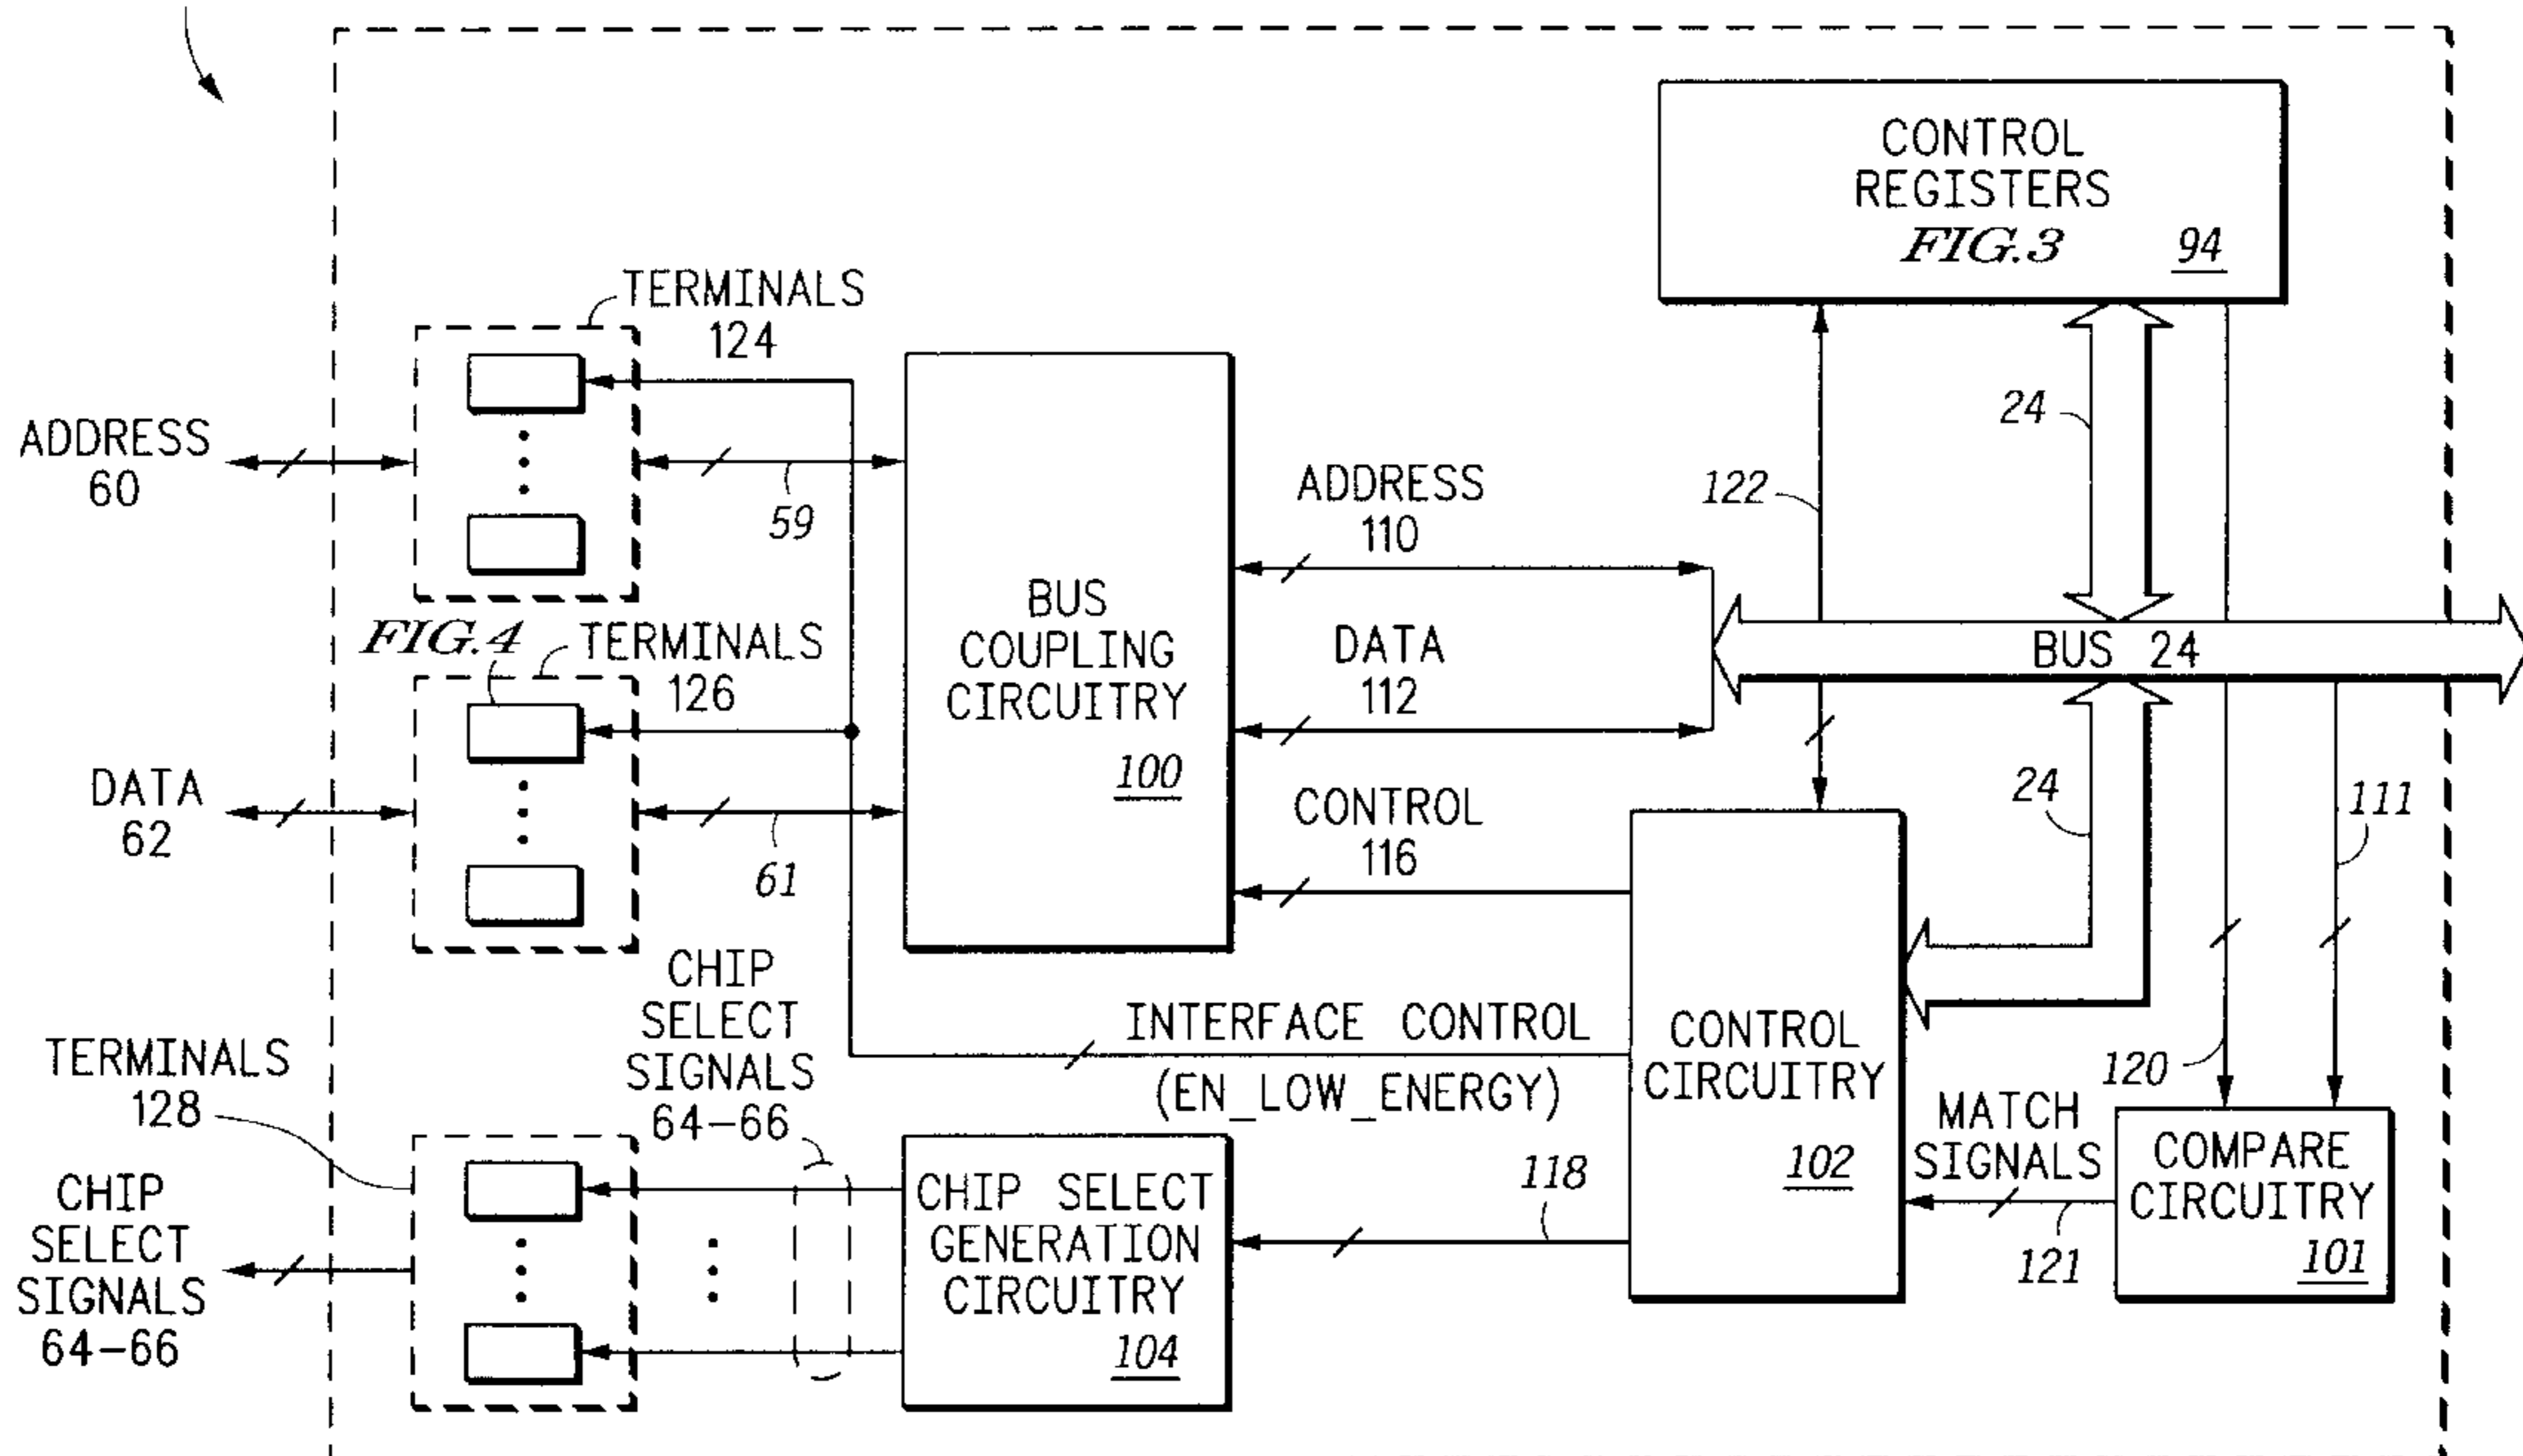 CONTROL
REGISTERS
FIG.3
94
TERMINALS
124
24
ADDRESS
60
59
122
ADDRESS
110
FIG.4
TERMINALS
126
BUS
COUPLING
CIRCUITRY
100
DATA
112
BUS 24
DATA
62
61
CONTROL
116
24
111
CHIP
SELECT
SIGNALS
64-66
INTERFACE CONTROL
(EN_LOW_ENERGY)
CONTROL
CIRCUITRY
102
120
TERMINALS
128
MATCH
SIGNALS
121
COMPARE
CIRCUITRY
101
CHIP
SELECT
SIGNALS
64-66
CHIP SELECT
GENERATION
CIRCUITRY
104
118